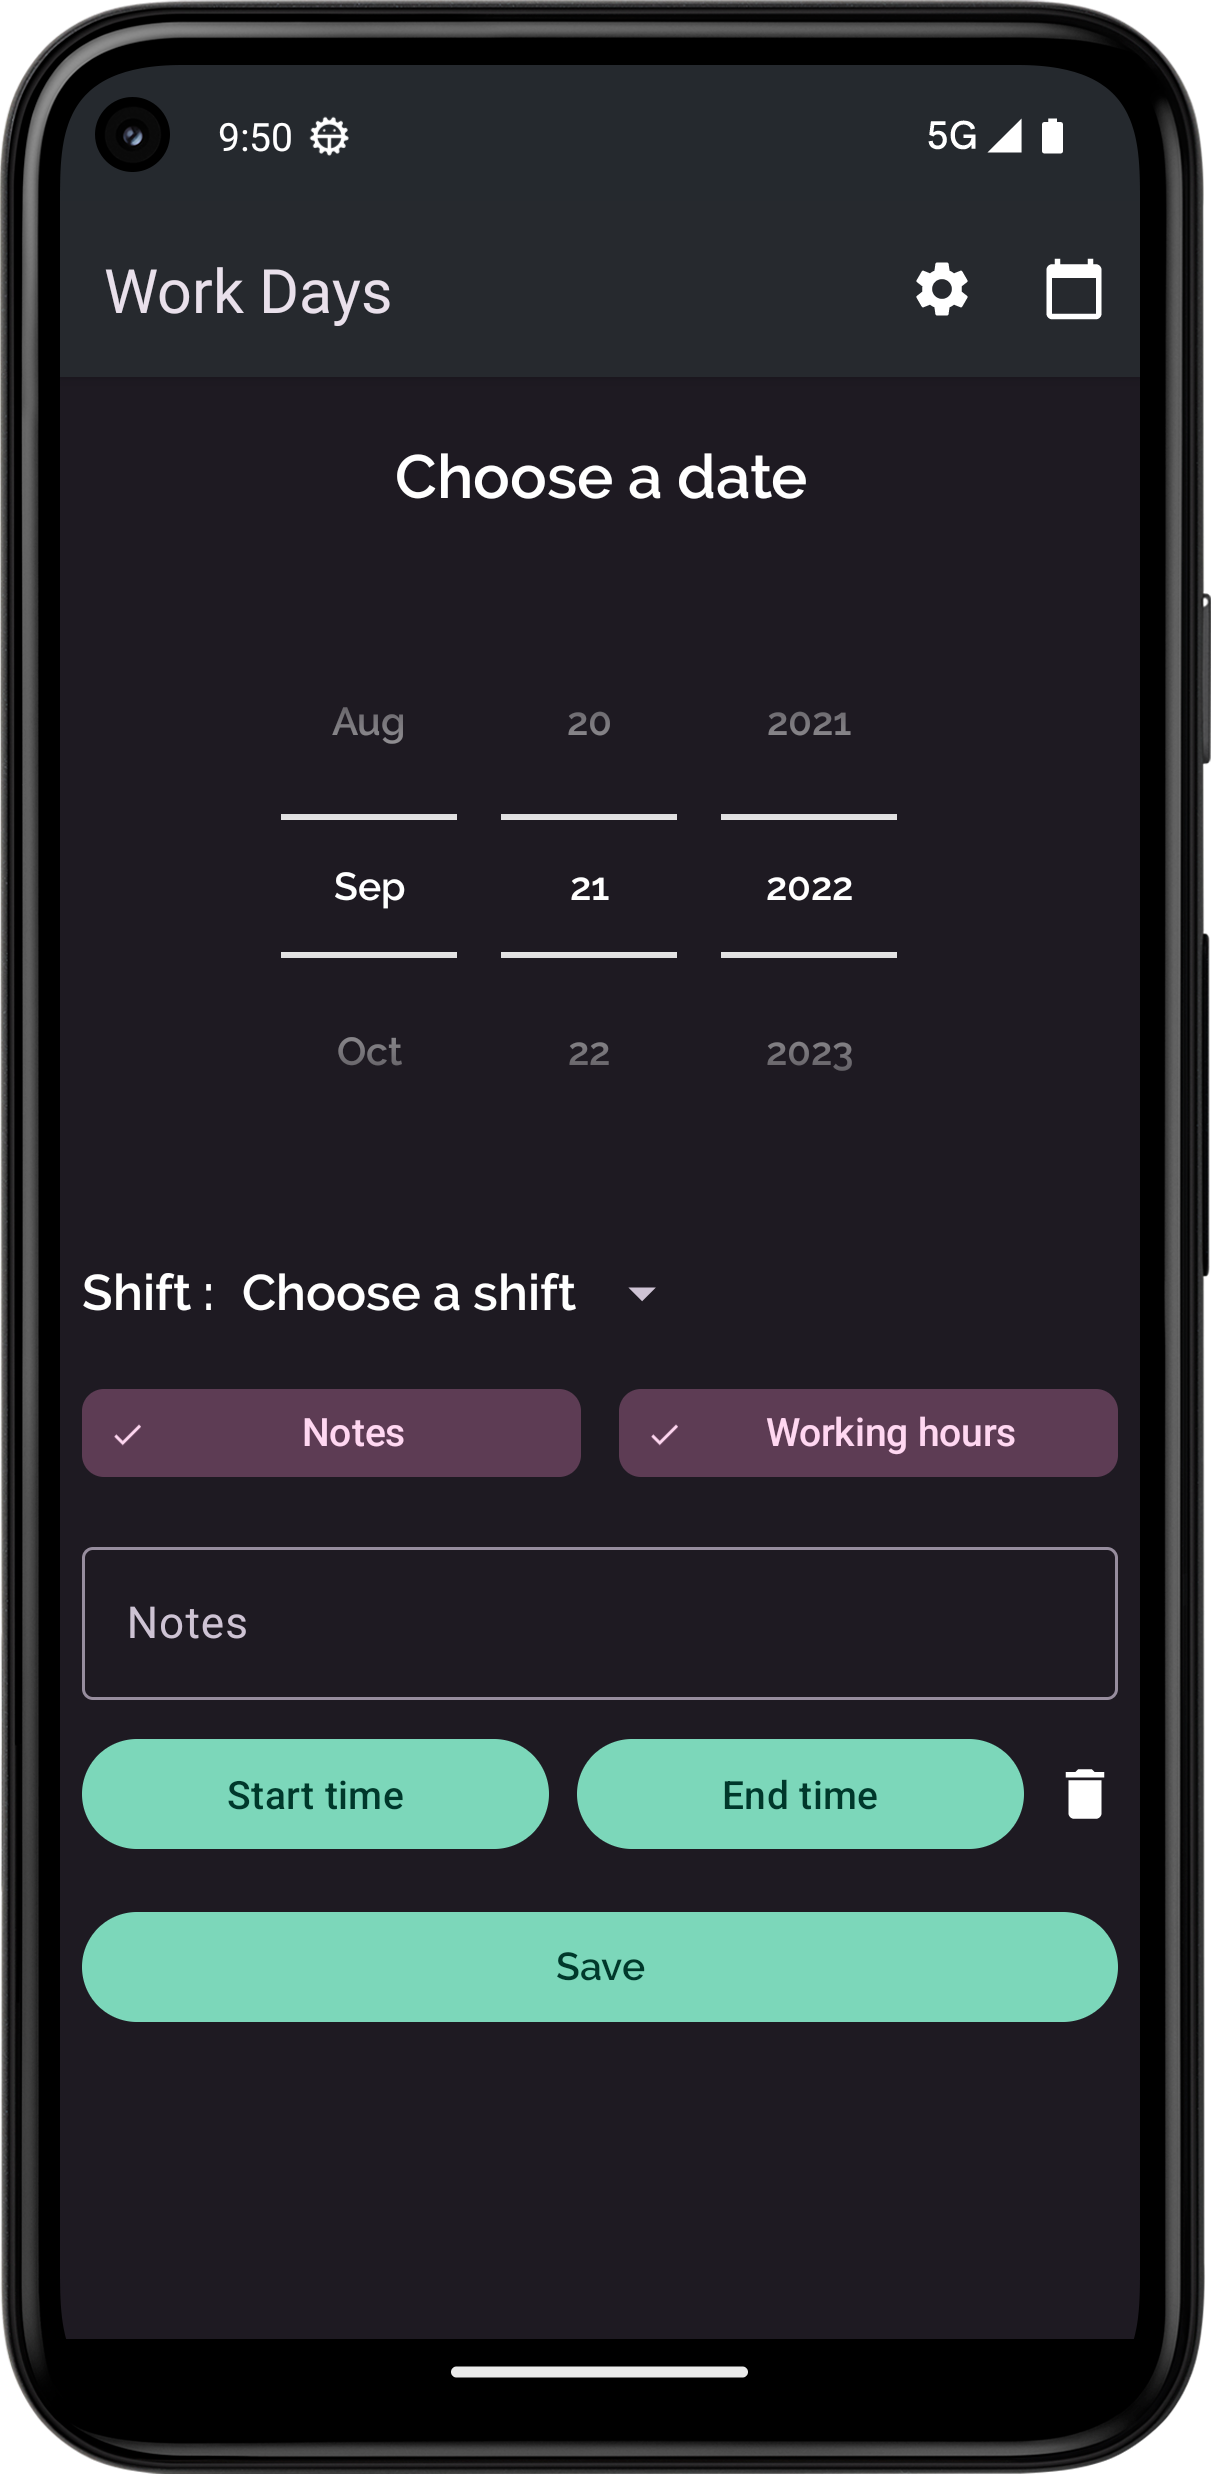 9:50 5G
Work Days
Choose a date
Aug 20 2021
Sep 21 2022
Oct 22 2023
Shift : Choose a shift
Notes Working hours
Notes
Start time End time
Save